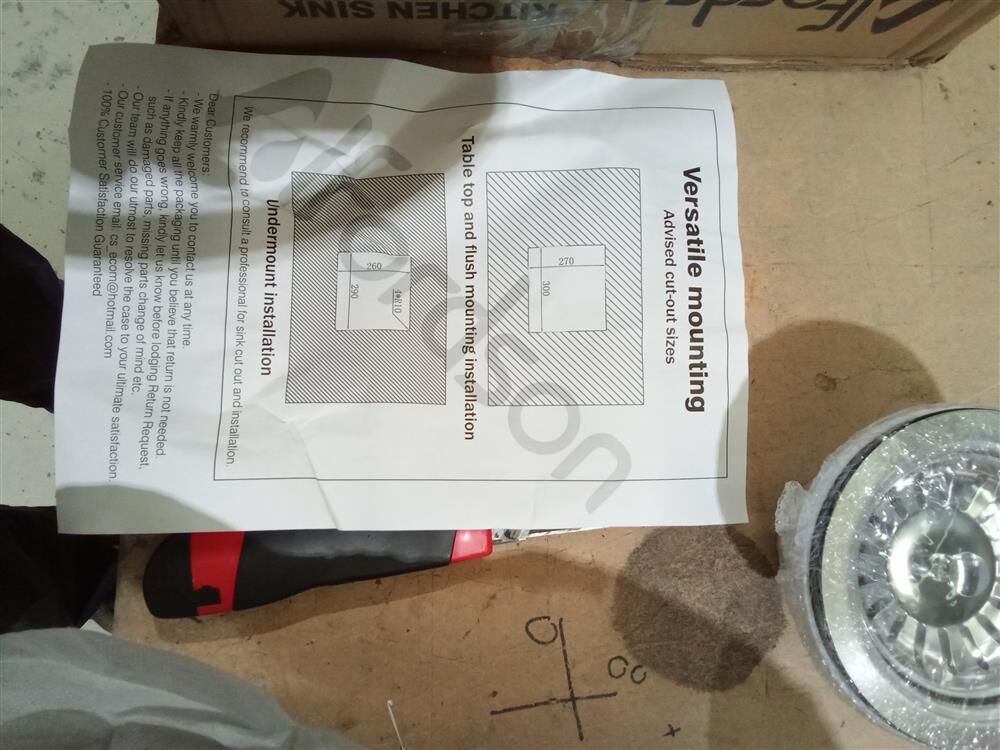 Versatile mounting
Advised cut-out sizes
270
300
Table top and flush mounting installation
260
290
4*R10
Undermount installation
We recommend to consult a professional for sink cut out and installation.
Dear Customers:
- We warmly welcome you to contact us at any time.
- Kindly keep all the packaging until you believe that return is not needed.
- If anything goes wrong, kindly let us know before lodging Return Request,
such as damaged parts, missing parts change of mind etc.
- Our team will do our utmost to resolve the case to your ultimate satisfaction.
- Our customer service email: cs_ecom@hotmail.com
- 100% Customer Satisfaction Guaranteed
Alfordson
KITCHEN SINK